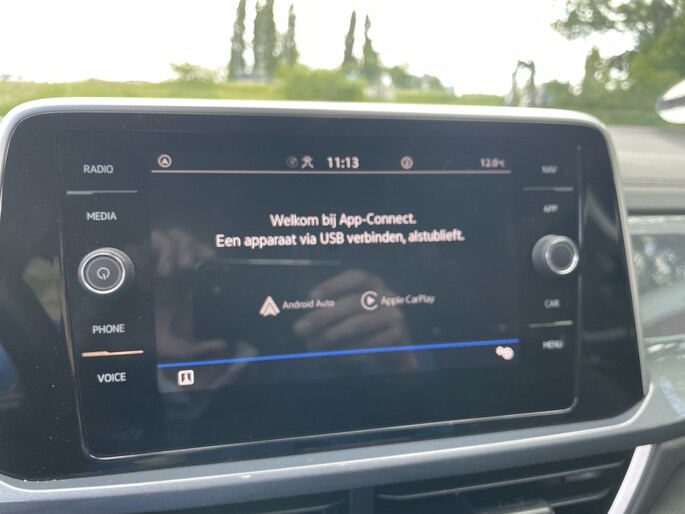 RADIO
MEDIA
PHONE
VOICE
11:13
12.0°C
Welkom bij App-Connect.
Een apparaat via USB verbinden, alstublieft.
Android Auto
Apple CarPlay
NAV
APP
CAR
MENU